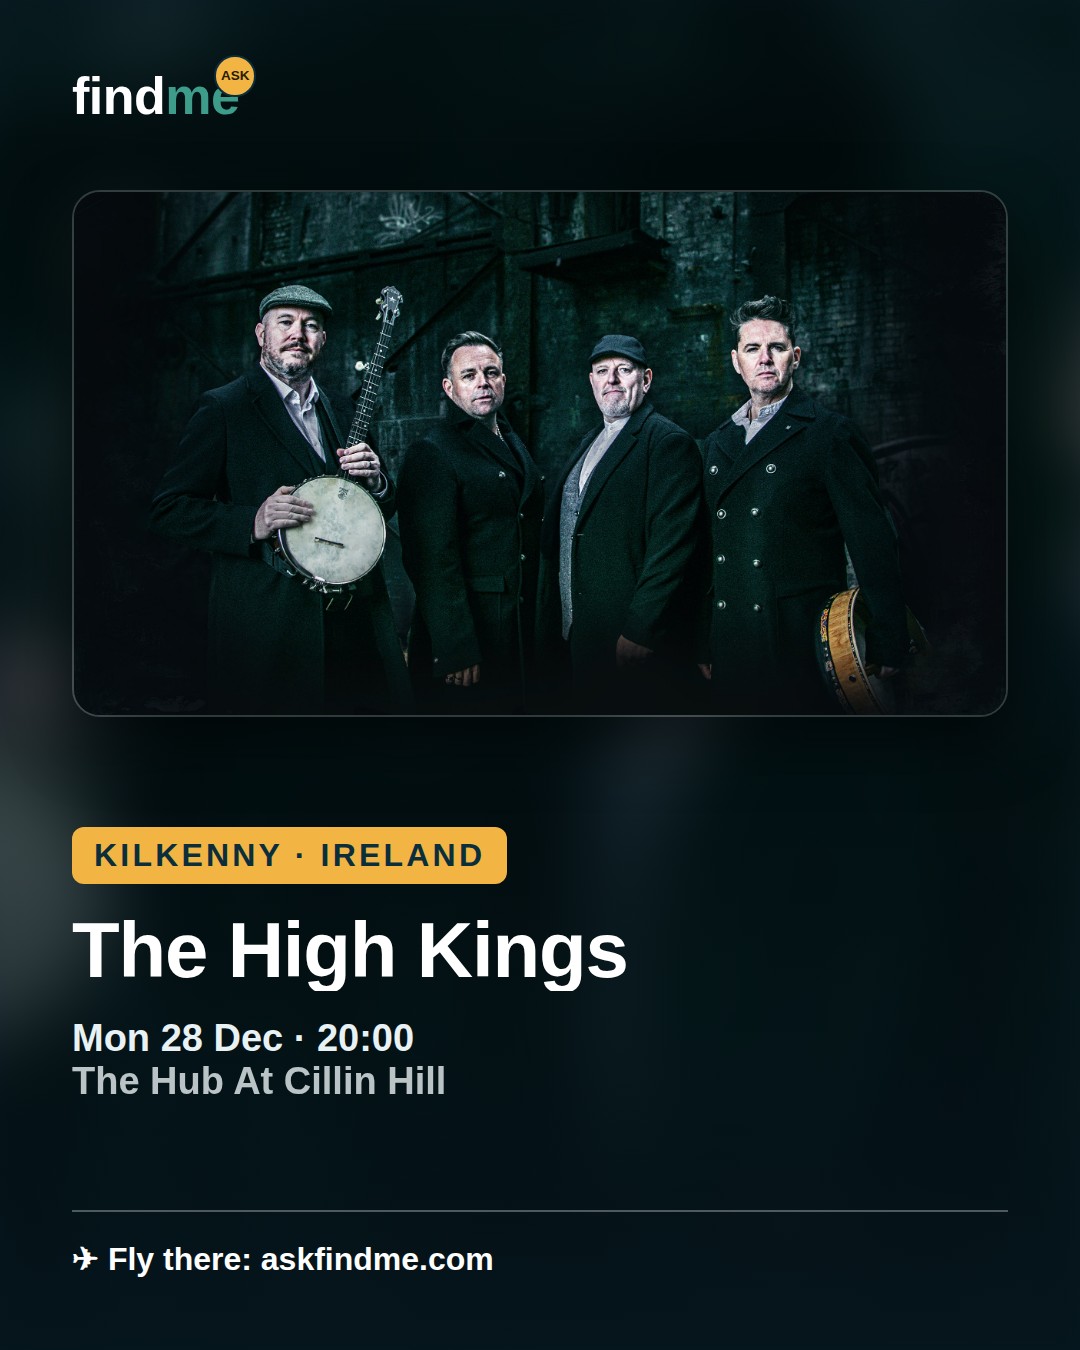 findme
ASK
KILKENNY · IRELAND
The High Kings
Mon 28 Dec · 20:00
The Hub At Cillin Hill
✈ Fly there: askfindme.com